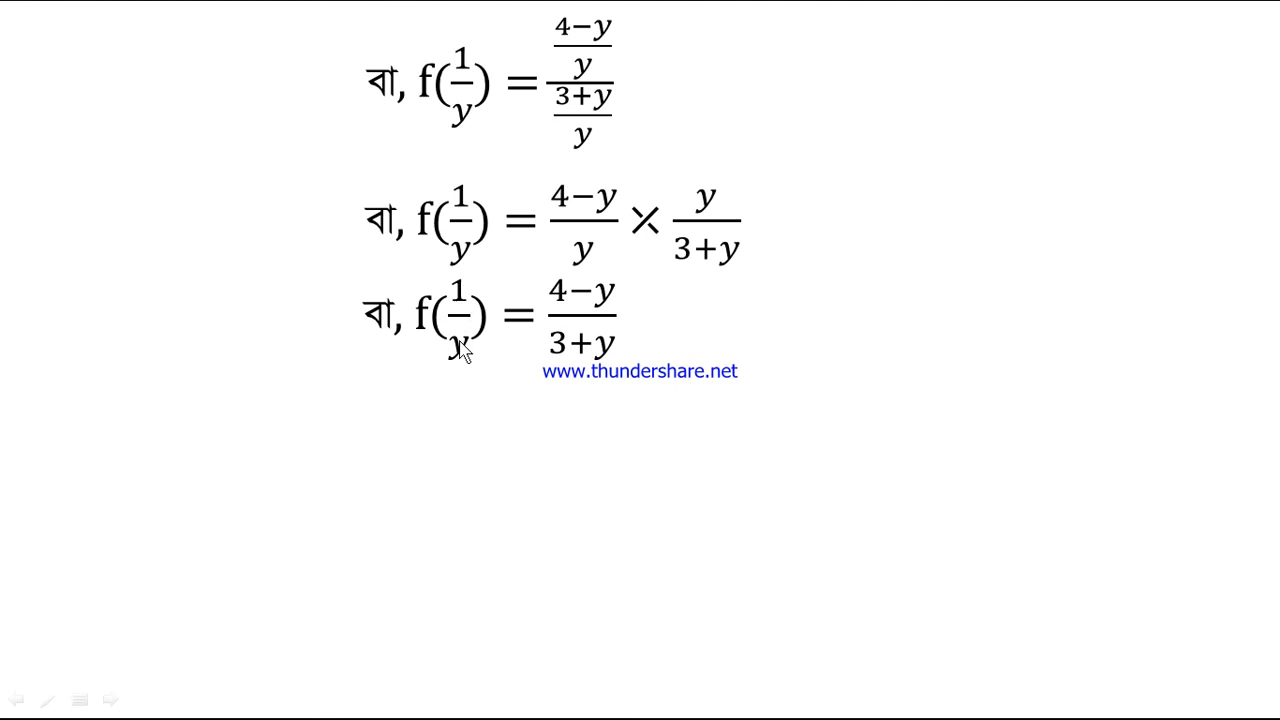 বা, f(1/y) = ((4−y)/y)/((3+y)/y)
বা, f(1/y) = (4−y)/y × y/(3+y)
বা, f(1/y) = (4−y)/(3+y)
www.thundershare.net